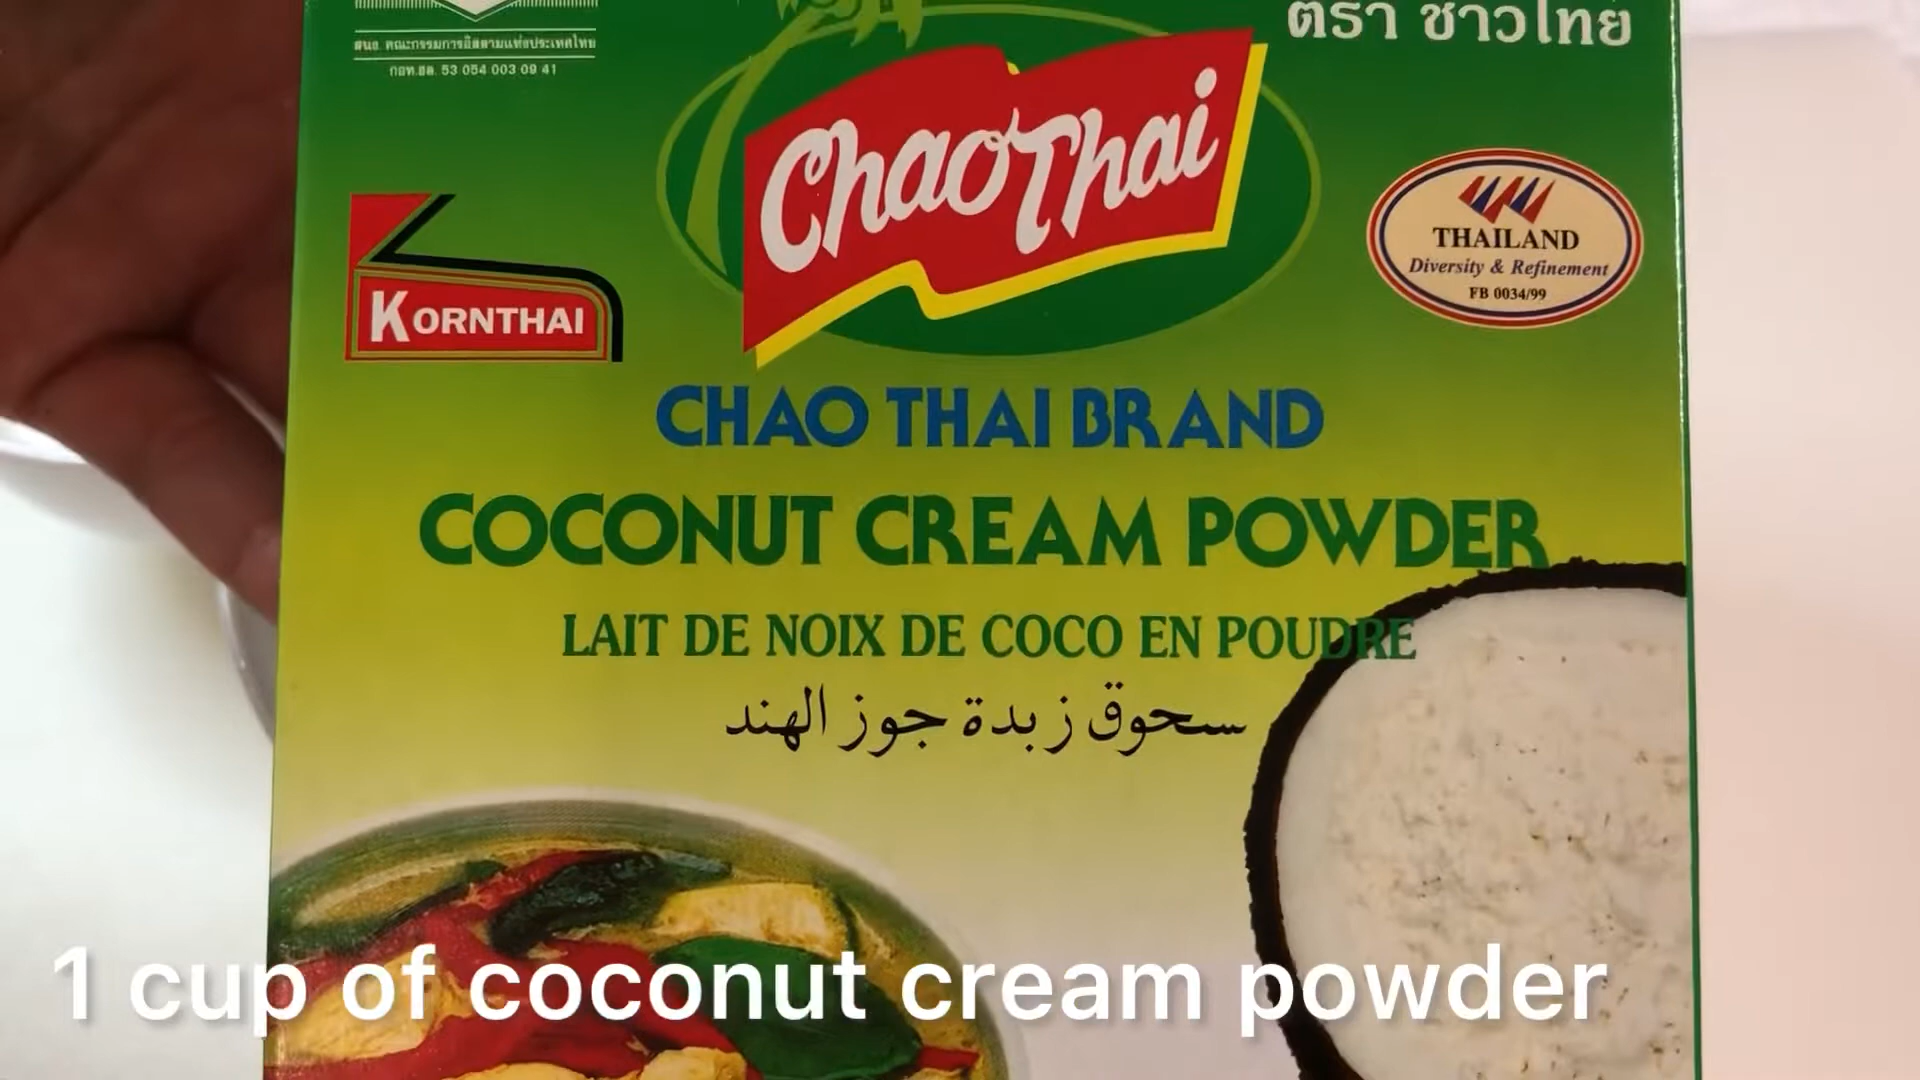 ตรา ชาวไทย
สนง. คณะกรรมการอิสลามแห่งประเทศไทย
กอท.ฮล. 53 054 003 09 41
ChaoThai
KORNTHAI
THAILAND
Diversity & Refinement
FB 0034/99
CHAO THAI BRAND
COCONUT CREAM POWDER
LAIT DE NOIX DE COCO EN POUDRE
سحوق زبدة جوز الهند
1 cup of coconut cream powder